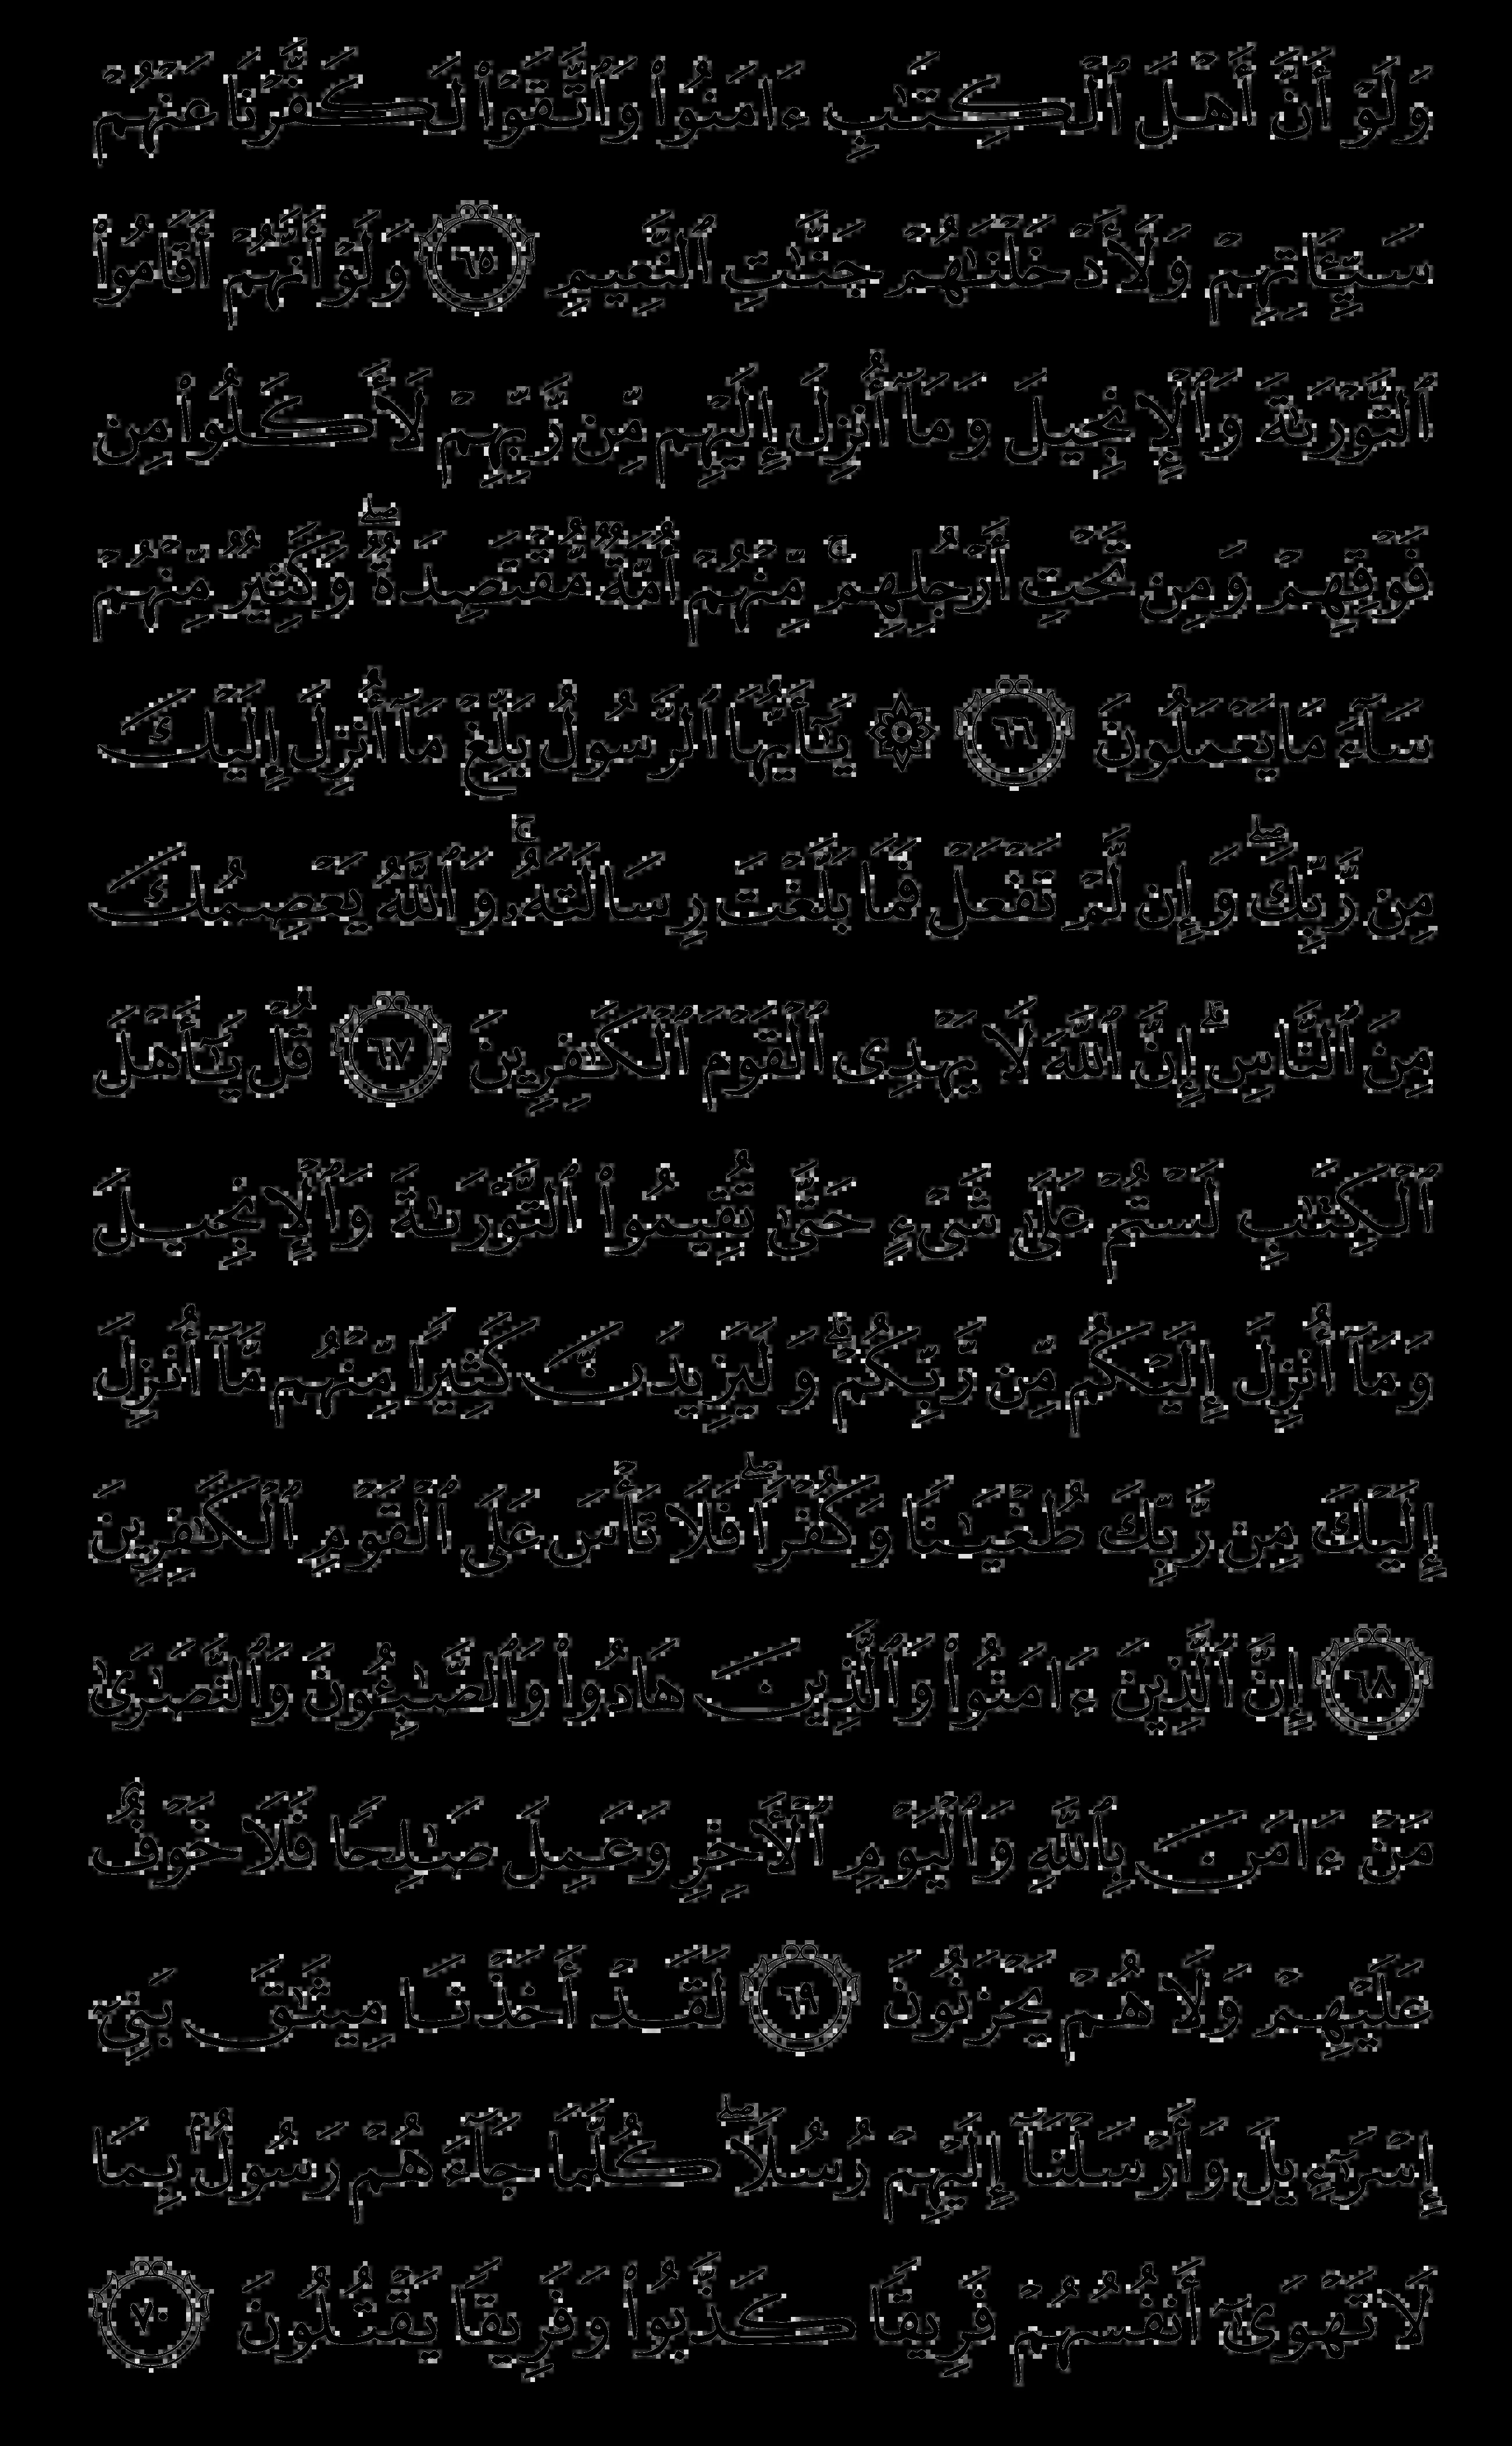 وَلَوْ أَنَّ أَهْلَ ٱلْكِتَٰبِ ءَامَنُوا۟ وَٱتَّقَوْا۟ لَكَفَّرْنَا عَنْهُمْ
سَيِّـَٔاتِهِمْ وَلَأَدْخَلْنَٰهُمْ جَنَّٰتِ ٱلنَّعِيمِ ٦٥ وَلَوْ أَنَّهُمْ أَقَامُوا۟
ٱلتَّوْرَىٰةَ وَٱلْإِنجِيلَ وَمَآ أُنزِلَ إِلَيْهِم مِّن رَّبِّهِمْ لَأَكَلُوا۟ مِن
فَوْقِهِمْ وَمِن تَحْتِ أَرْجُلِهِم ۚ مِّنْهُمْ أُمَّةٌ مُّقْتَصِدَةٌ ۖ وَكَثِيرٌ مِّنْهُمْ
سَآءَ مَا يَعْمَلُونَ ٦٦ ۞ يَٰٓأَيُّهَا ٱلرَّسُولُ بَلِّغْ مَآ أُنزِلَ إِلَيْكَ
مِن رَّبِّكَ ۖ وَإِن لَّمْ تَفْعَلْ فَمَا بَلَّغْتَ رِسَالَتَهُۥ ۚ وَٱللَّهُ يَعْصِمُكَ
مِنَ ٱلنَّاسِ ۗ إِنَّ ٱللَّهَ لَا يَهْدِى ٱلْقَوْمَ ٱلْكَٰفِرِينَ ٦٧ قُلْ يَٰٓأَهْلَ
ٱلْكِتَٰبِ لَسْتُمْ عَلَىٰ شَىْءٍ حَتَّىٰ تُقِيمُوا۟ ٱلتَّوْرَىٰةَ وَٱلْإِنجِيلَ
وَمَآ أُنزِلَ إِلَيْكُم مِّن رَّبِّكُمْ ۗ وَلَيَزِيدَنَّ كَثِيرًا مِّنْهُم مَّآ أُنزِلَ
إِلَيْكَ مِن رَّبِّكَ طُغْيَٰنًا وَكُفْرًا ۖ فَلَا تَأْسَ عَلَى ٱلْقَوْمِ ٱلْكَٰفِرِينَ
٦٨ إِنَّ ٱلَّذِينَ ءَامَنُوا۟ وَٱلَّذِينَ هَادُوا۟ وَٱلصَّٰبِـُٔونَ وَٱلنَّصَٰرَىٰ
مَنْ ءَامَنَ بِٱللَّهِ وَٱلْيَوْمِ ٱلْـَٔاخِرِ وَعَمِلَ صَٰلِحًا فَلَا خَوْفٌ
عَلَيْهِمْ وَلَا هُمْ يَحْزَنُونَ ٦٩ لَقَدْ أَخَذْنَا مِيثَٰقَ بَنِىٓ
إِسْرَٰٓءِيلَ وَأَرْسَلْنَآ إِلَيْهِمْ رُسُلًا ۖ كُلَّمَا جَآءَهُمْ رَسُولٌۢ بِمَا
لَا تَهْوَىٰٓ أَنفُسُهُمْ فَرِيقًا كَذَّبُوا۟ وَفَرِيقًا يَقْتُلُونَ ٧٠